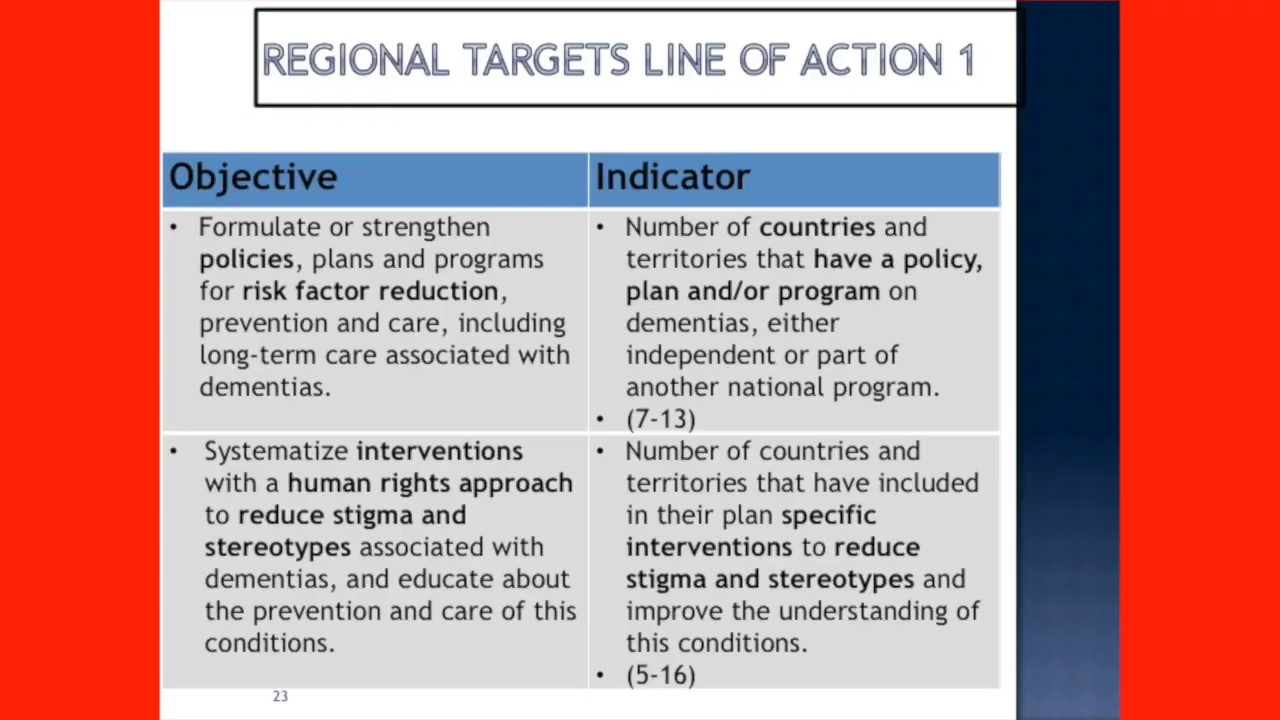 REGIONAL TARGETS LINE OF ACTION 1
Objective
Indicator
• Formulate or strengthen
policies, plans and programs
for risk factor reduction,
prevention and care, including
long-term care associated with
dementias.
• Number of countries and
territories that have a policy,
plan and/or program on
dementias, either
independent or part of
another national program.
• (7-13)
• Systematize interventions
with a human rights approach
to reduce stigma and
stereotypes associated with
dementias, and educate about
the prevention and care of this
conditions.
• Number of countries and
territories that have included
in their plan specific
interventions to reduce
stigma and stereotypes and
improve the understanding of
this conditions.
• (5-16)
23